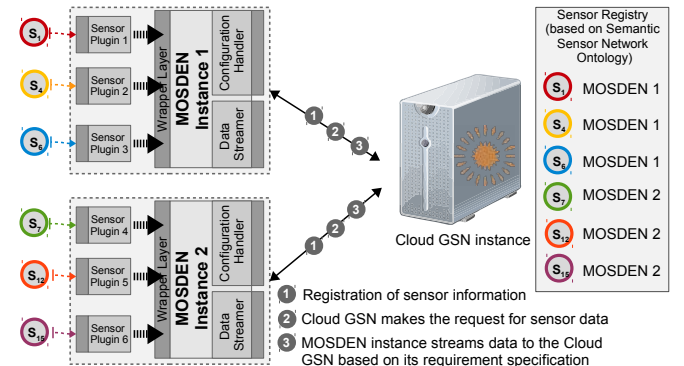 S1
Sensor
Plugin 1
S4
Sensor
Plugin 2
S6
Sensor
Plugin 3
Wrapper Layer
MOSDEN
Instance 1
Configuration
Handler
Data
Streamer
S7
Sensor
Plugin 4
S12
Sensor
Plugin 5
S15
Sensor
Plugin 6
Wrapper Layer
MOSDEN
Instance 2
Configuration
Handler
Data
Streamer
1
2
3
3
2
1
Cloud GSN instance
1 Registration of sensor information
2 Cloud GSN makes the request for sensor data
3 MOSDEN instance streams data to the Cloud
GSN based on its requirement specification
Sensor Registry
(based on Semantic
Sensor Network
Ontology)
S1 MOSDEN 1
S4 MOSDEN 1
S6 MOSDEN 1
S7 MOSDEN 2
S12 MOSDEN 2
S15 MOSDEN 2